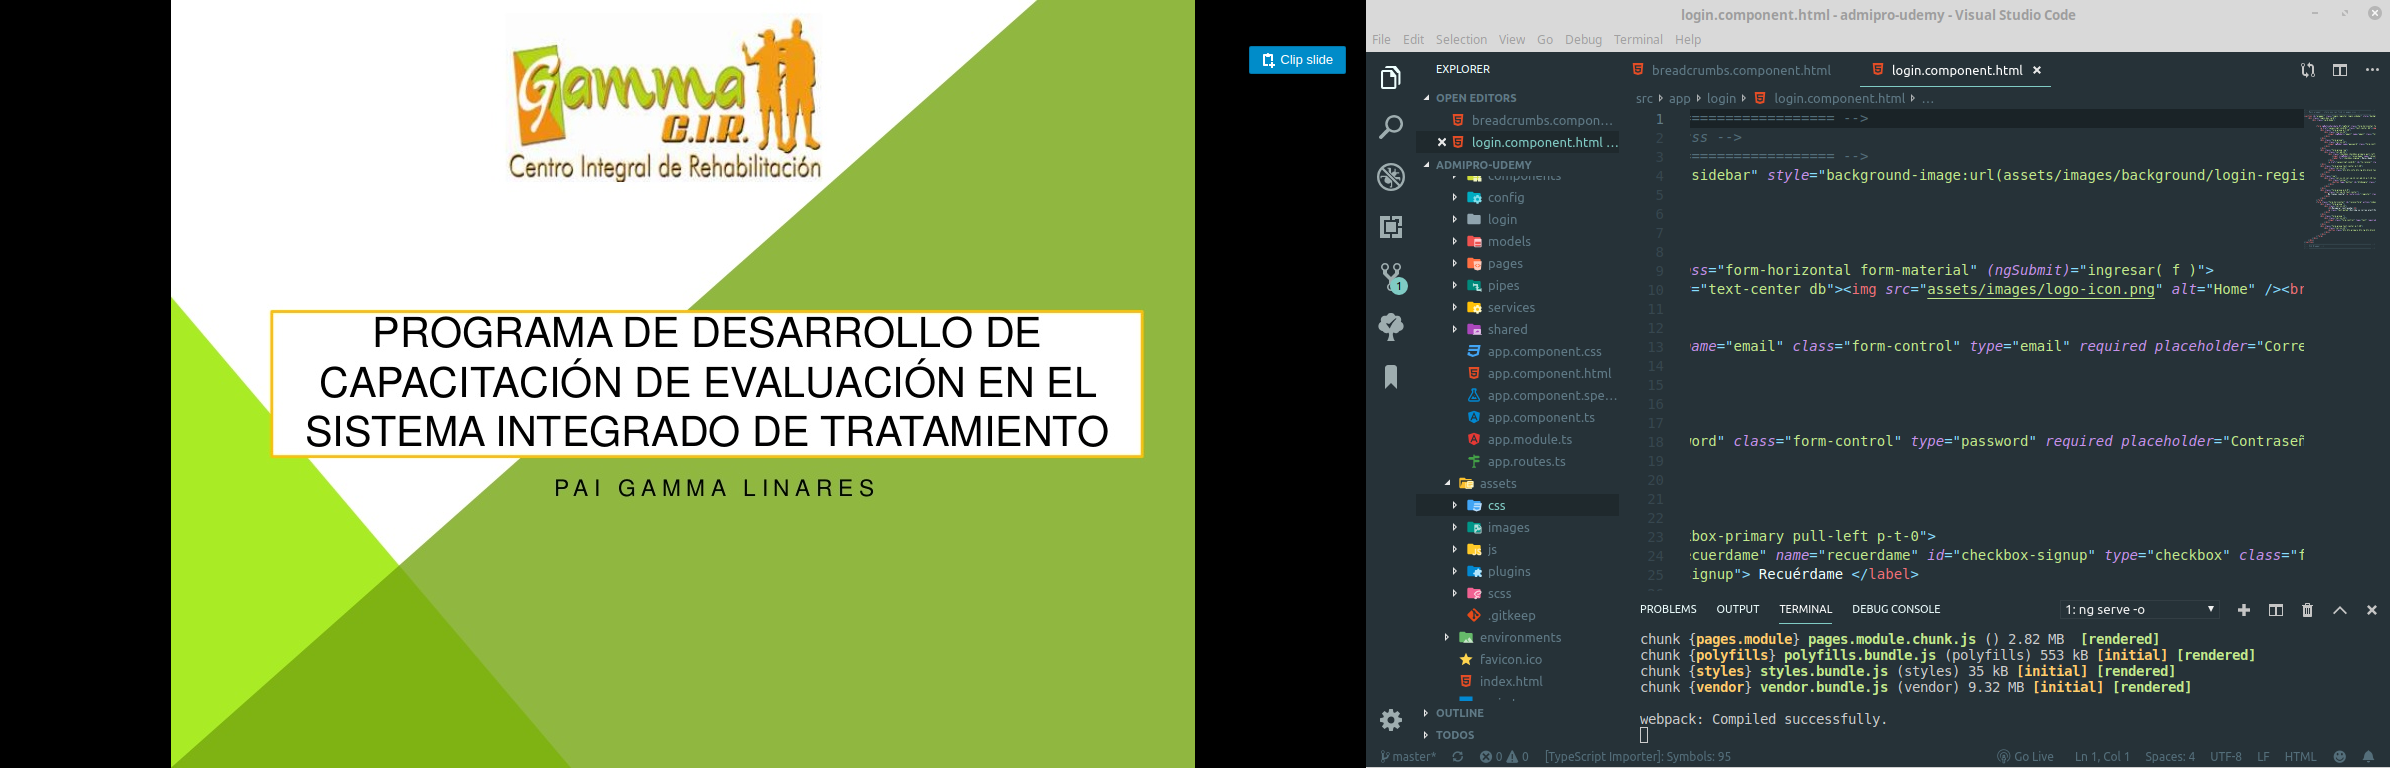 Gamma
C.I.R.
Centro Integral de Rehabilitación
PROGRAMA DE DESARROLLO DE
CAPACITACIÓN DE EVALUACIÓN EN EL
SISTEMA INTEGRADO DE TRATAMIENTO
PAI GAMMA LINARES
Clip slide
login.component.html - admipro-udemy - Visual Studio Code
File Edit Selection View Go Debug Terminal Help
EXPLORER
OPEN EDITORS
breadcrumbs.compon...
login.component.html ...
ADMIPRO-UDEMY
components
config
login
models
pages
pipes
services
shared
app.component.css
app.component.html
app.component.spe...
app.component.ts
app.module.ts
app.routes.ts
assets
css
images
js
plugins
scss
.gitkeep
environments
favicon.ico
index.html
OUTLINE
TODOS
1
breadcrumbs.component.html login.component.html
src app login login.component.html ...
1 ================== -->
2 ss -->
3 ================== -->
4 sidebar" style="background-image:url(assets/images/background/login-regis
5
6
7
8
9 ss="form-horizontal form-material" (ngSubmit)="ingresar( f )">
10 ="text-center db"><img src="assets/images/logo-icon.png" alt="Home" /><br
11
12
13 ame="email" class="form-control" type="email" required placeholder="Corre
14
15
16
17
18 ord" class="form-control" type="password" required placeholder="Contraseñ
19
20
21
22
23 box-primary pull-left p-t-0">
24 cuerdame" name="recuerdame" id="checkbox-signup" type="checkbox" class="f
25 ignup"> Recuérdame </label>
PROBLEMS OUTPUT TERMINAL DEBUG CONSOLE 1: ng serve -o
chunk {pages.module} pages.module.chunk.js () 2.82 MB [rendered]
chunk {polyfills} polyfills.bundle.js (polyfills) 553 kB [initial] [rendered]
chunk {styles} styles.bundle.js (styles) 35 kB [initial] [rendered]
chunk {vendor} vendor.bundle.js (vendor) 9.32 MB [initial] [rendered]
webpack: Compiled successfully.
master* 0 0 [TypeScript Importer]: Symbols: 95 Go Live Ln 1, Col 1 Spaces: 4 UTF-8 LF HTML